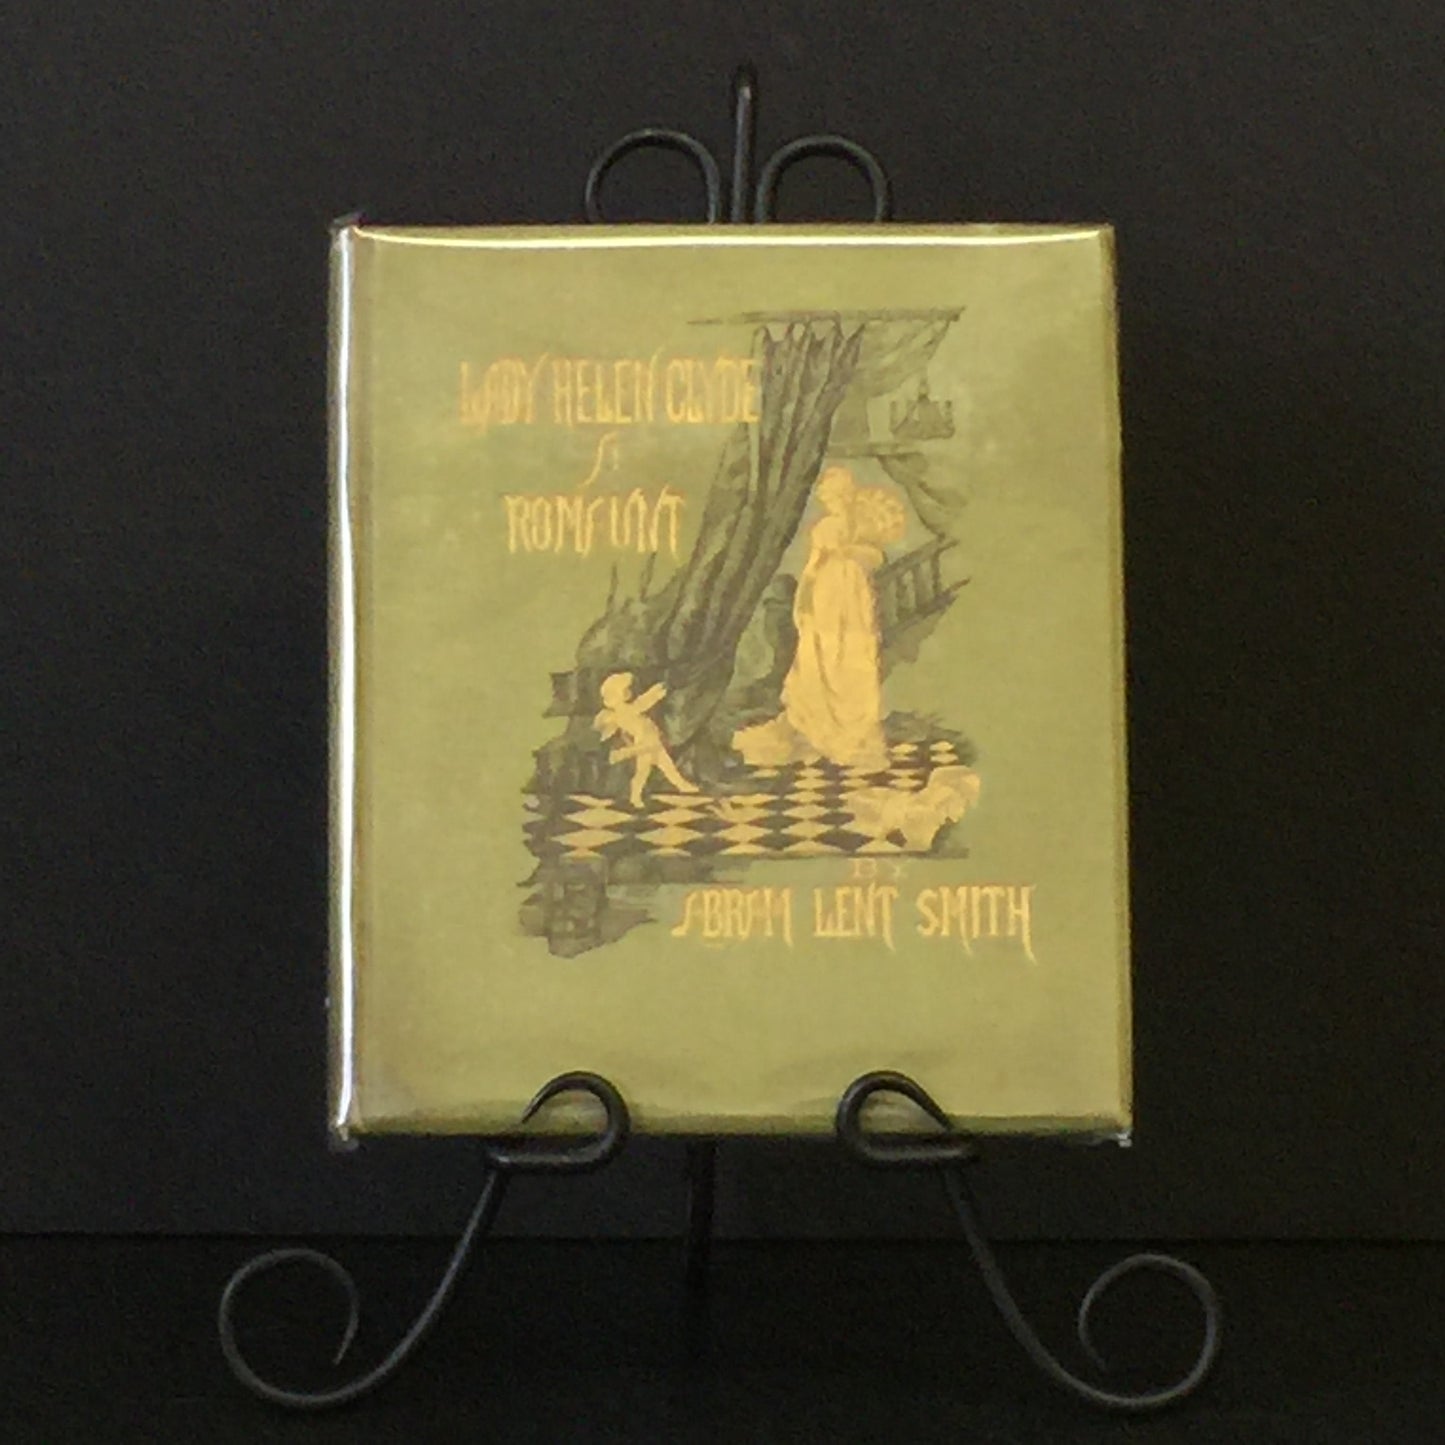 LADY HELEN CLYDE
A
ROMAUNT
BY
ABRAM LENT SMITH